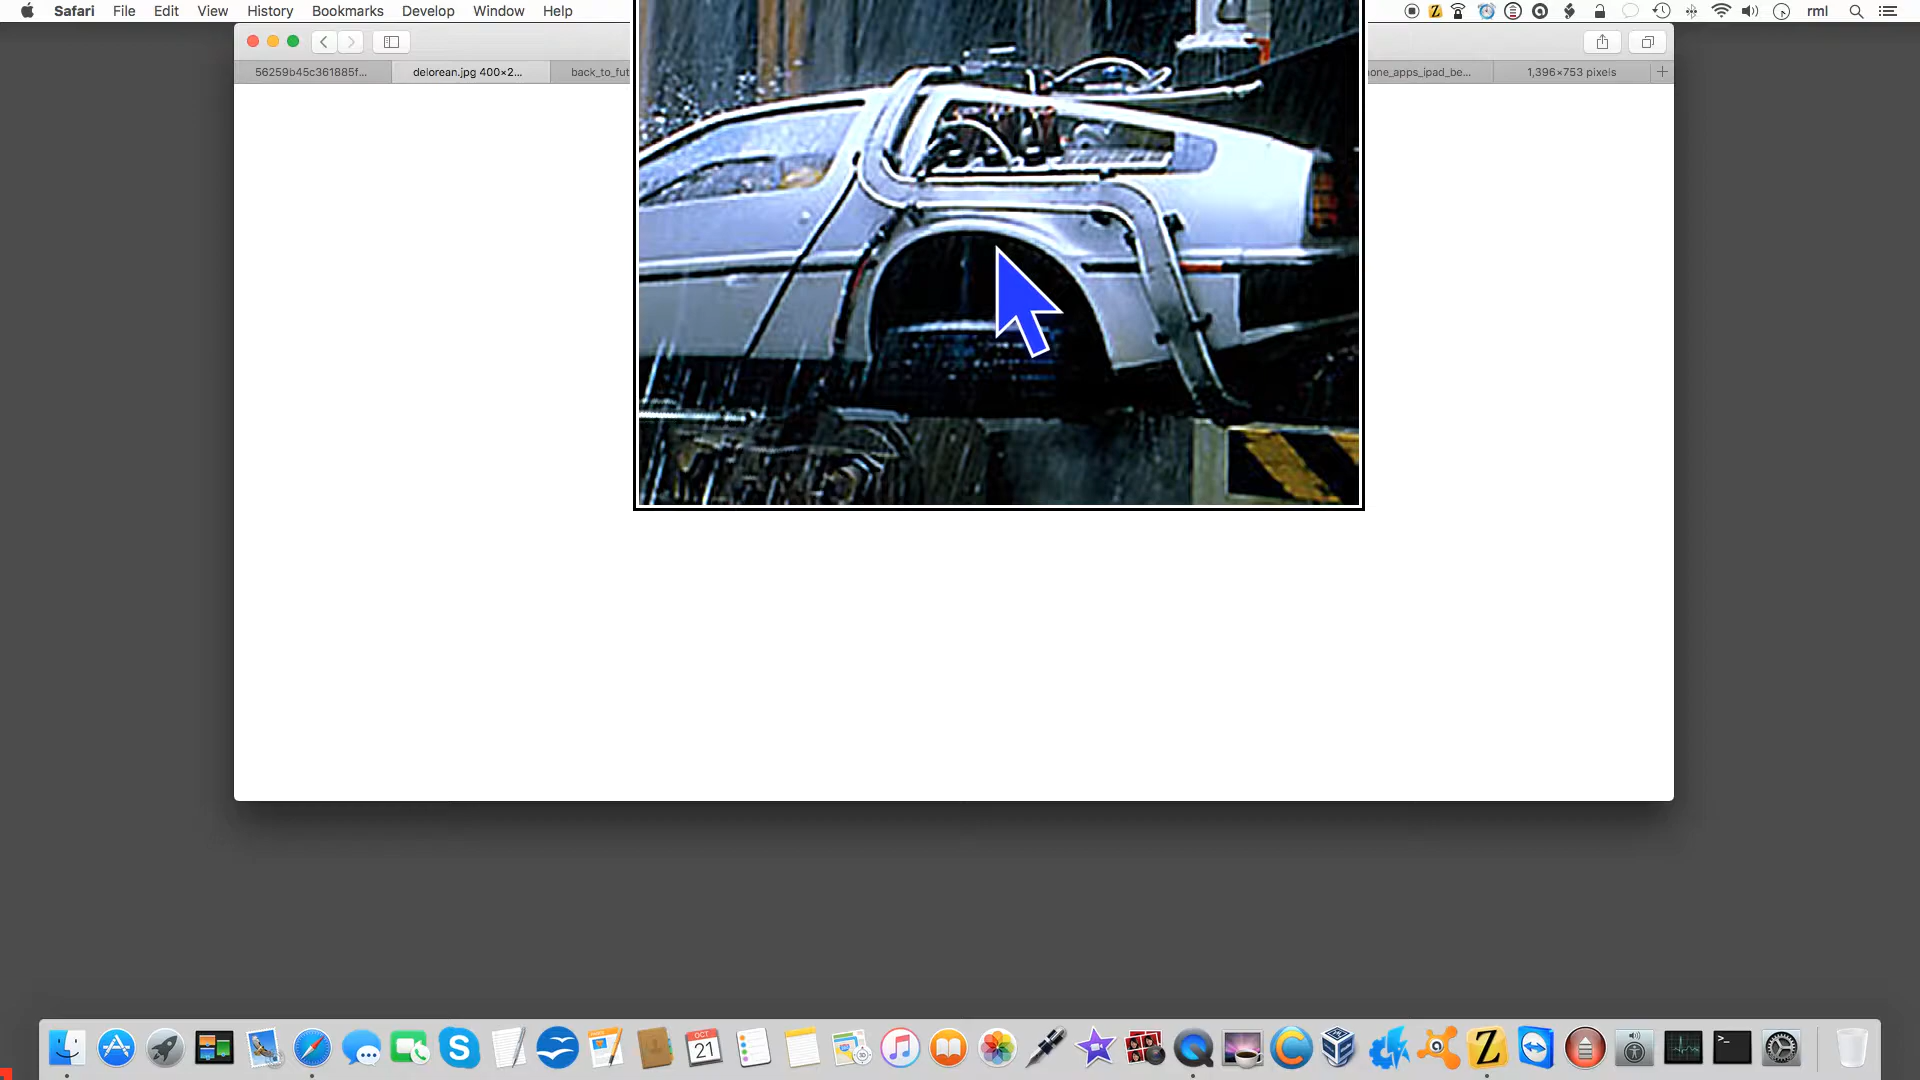 Safari File Edit View History Bookmarks Develop Window Help
rml
56259b45c361885f...
delorean.jpg 400×2...
back_to_fut
one_apps_ipad_be...
1,396×753 pixels
OCT
21